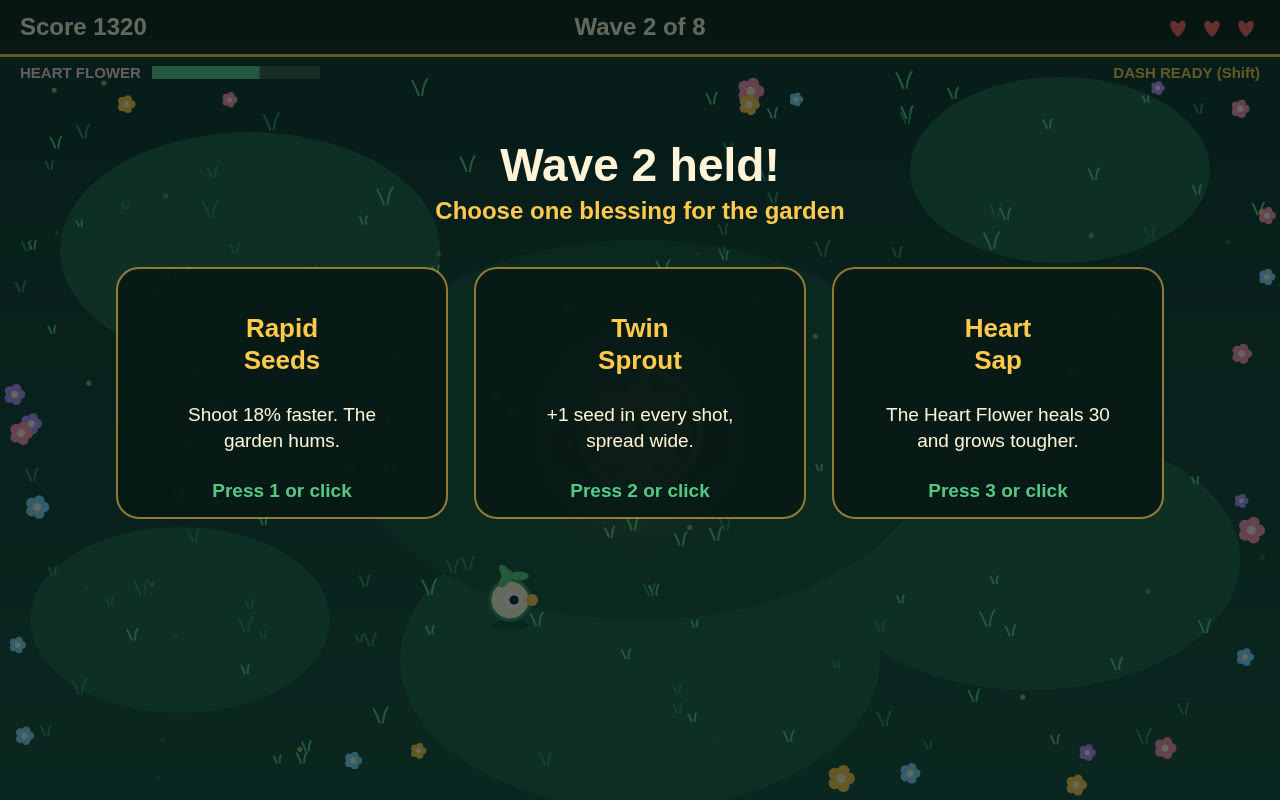 Score 1320
Wave 2 of 8
HEART FLOWER
DASH READY (Shift)
Wave 2 held!
Choose one blessing for the garden
Rapid
Seeds
Shoot 18% faster. The
garden hums.
Press 1 or click
Twin
Sprout
+1 seed in every shot,
spread wide.
Press 2 or click
Heart
Sap
The Heart Flower heals 30
and grows tougher.
Press 3 or click